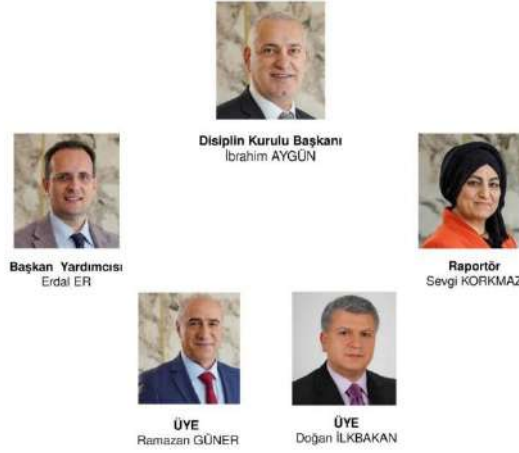 Disiplin Kurulu Başkanı
İbrahim AYGÜN
Başkan Yardımcısı
Erdal ER
Raportör
Sevgi KORKMAZ
ÜYE
Ramazan GÜNER
ÜYE
Doğan İLKBAKAN